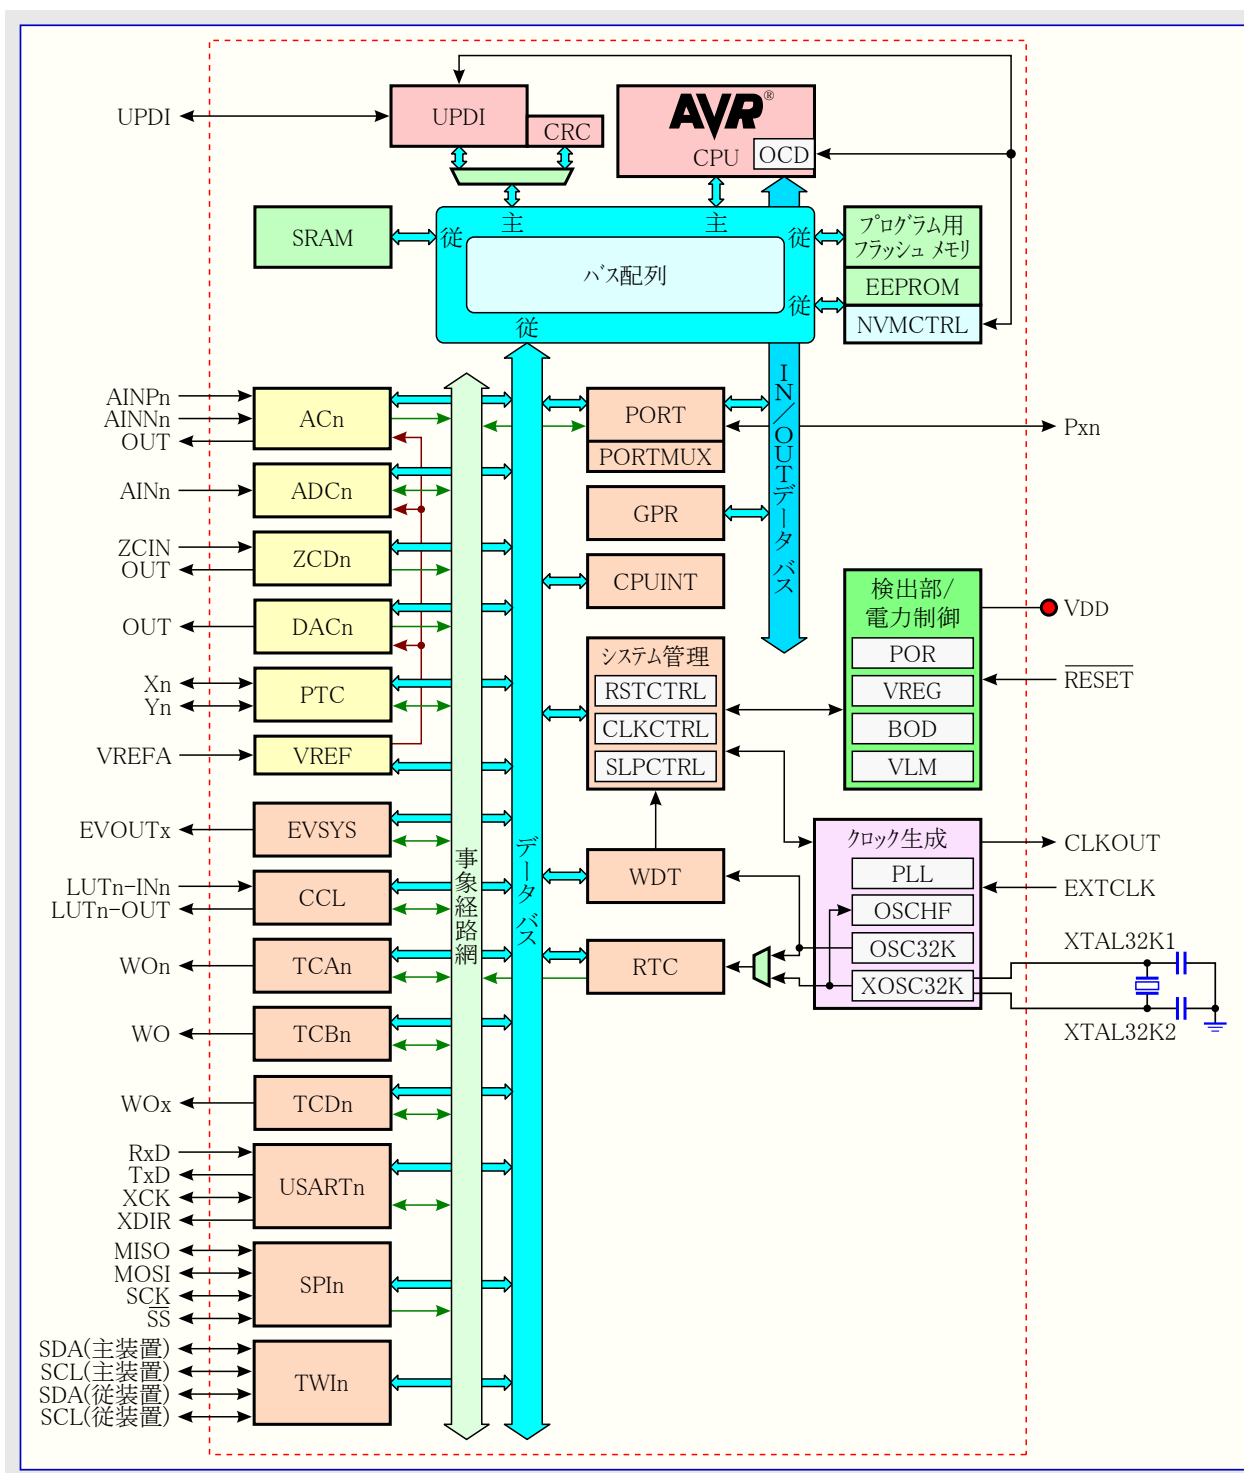 UPDI
UPDI
CRC
AVR®
CPU
OCD
SRAM
主
主
従
従
従
従
バス配列
プログラム用
フラッシュ メモリ
EEPROM
NVMCTRL
IN/OUTデータ バス
データ バス
事象経路網
AINPn
AINNn
OUT
ACn
AINn
ADCn
ZCIN
OUT
ZCDn
OUT
DACn
Xn
Yn
PTC
VREFA
VREF
EVOUTx
EVSYS
LUTn-INn
LUTn-OUT
CCL
WOn
TCAn
WO
TCBn
WOx
TCDn
RxD
TxD
XCK
XDIR
USARTn
MISO
MOSI
SCK
S̅S̅
SPIn
SDA(主装置)
SCL(主装置)
SDA(従装置)
SCL(従装置)
TWIn
PORT
PORTMUX
Pxn
GPR
CPUINT
システム管理
RSTCTRL
CLKCTRL
SLPCTRL
検出部/
電力制御
POR
VREG
BOD
VLM
VDD
R̅E̅S̅E̅T̅
WDT
RTC
クロック生成
PLL
OSCHF
OSC32K
XOSC32K
CLKOUT
EXTCLK
XTAL32K1
XTAL32K2